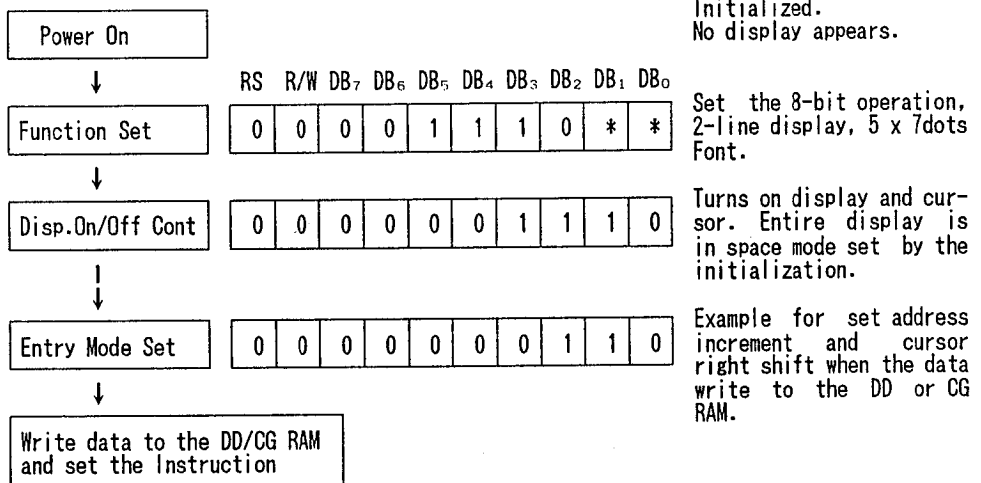 Initialized.
Power On
No display appears.
RS R/W DB₇ DB₆ DB₅ DB₄ DB₃ DB₂ DB₁ DB₀
Function Set
0 0 0 0 1 1 1 0 * *
Set the 8-bit operation,
2-line display, 5 x 7dots
Font.
Disp.On/Off Cont
0 0 0 0 0 0 1 1 1 0
Turns on display and cur-
sor. Entire display is
in space mode set by the
initialization.
Entry Mode Set
0 0 0 0 0 0 0 1 1 0
Example for set address
increment and cursor
right shift when the data
write to the DD or CG
RAM.
Write data to the DD/CG RAM
and set the Instruction